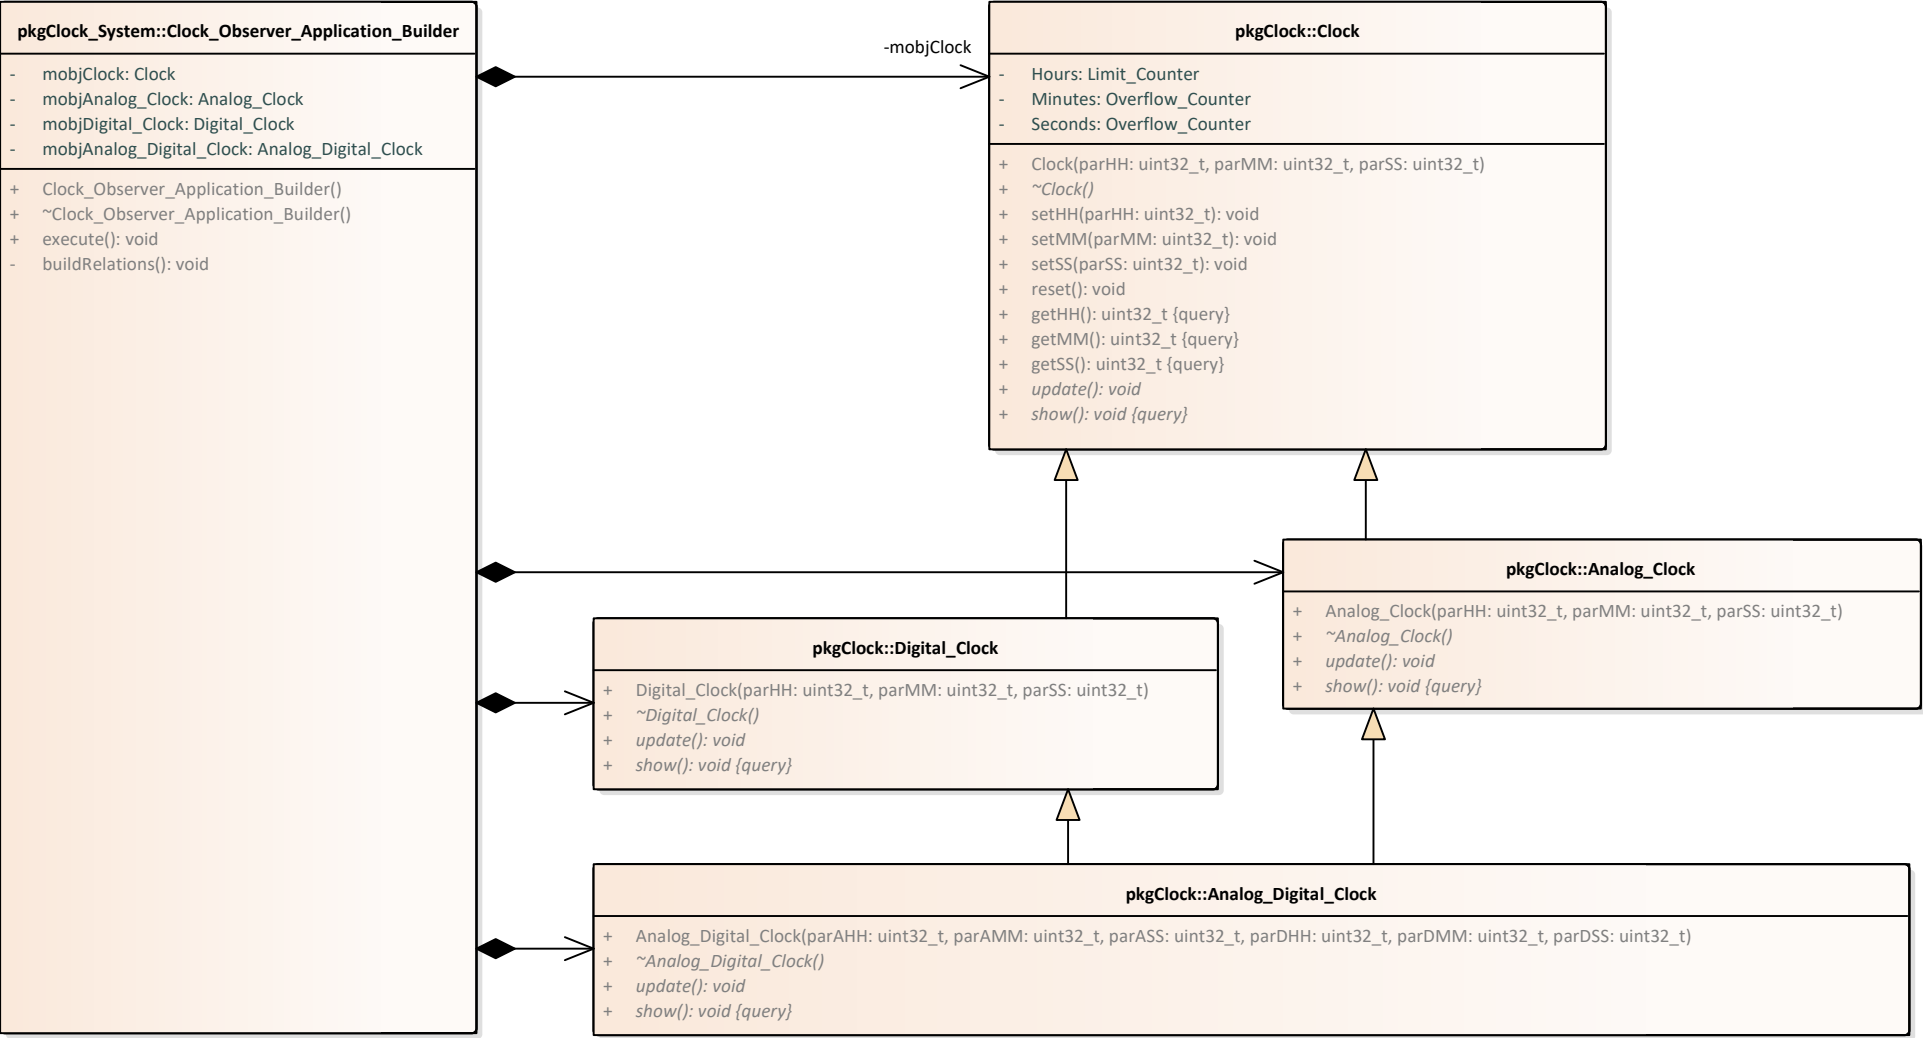 pkgClock_System::Clock_Observer_Application_Builder
- mobjClock: Clock
- mobjAnalog_Clock: Analog_Clock
- mobjDigital_Clock: Digital_Clock
- mobjAnalog_Digital_Clock: Analog_Digital_Clock
+ Clock_Observer_Application_Builder()
+ ~Clock_Observer_Application_Builder()
+ execute(): void
- buildRelations(): void
-mobjClock
pkgClock::Clock
- Hours: Limit_Counter
- Minutes: Overflow_Counter
- Seconds: Overflow_Counter
+ Clock(parHH: uint32_t, parMM: uint32_t, parSS: uint32_t)
+ ~Clock()
+ setHH(parHH: uint32_t): void
+ setMM(parMM: uint32_t): void
+ setSS(parSS: uint32_t): void
+ reset(): void
+ getHH(): uint32_t {query}
+ getMM(): uint32_t {query}
+ getSS(): uint32_t {query}
+ update(): void
+ show(): void {query}
pkgClock::Analog_Clock
+ Analog_Clock(parHH: uint32_t, parMM: uint32_t, parSS: uint32_t)
+ ~Analog_Clock()
+ update(): void
+ show(): void {query}
pkgClock::Digital_Clock
+ Digital_Clock(parHH: uint32_t, parMM: uint32_t, parSS: uint32_t)
+ ~Digital_Clock()
+ update(): void
+ show(): void {query}
pkgClock::Analog_Digital_Clock
+ Analog_Digital_Clock(parAHH: uint32_t, parAMM: uint32_t, parASS: uint32_t, parDHH: uint32_t, parDMM: uint32_t, parDSS: uint32_t)
+ ~Analog_Digital_Clock()
+ update(): void
+ show(): void {query}